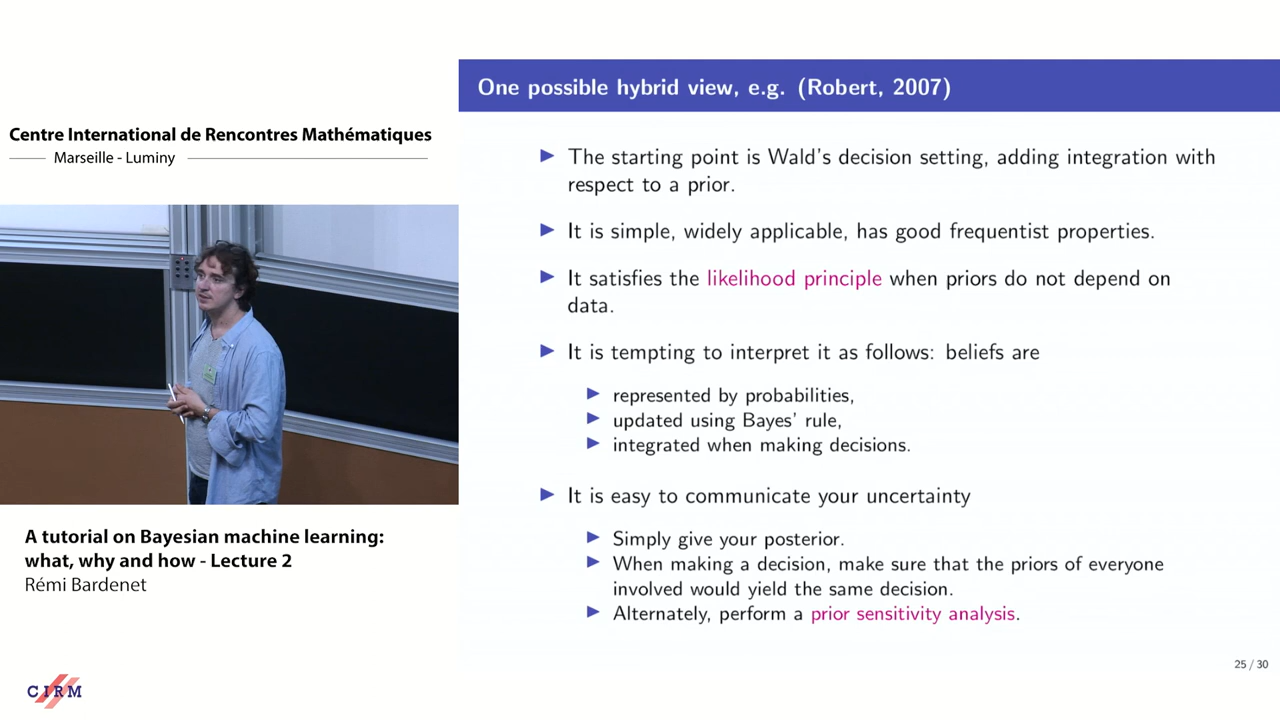 Centre International de Rencontres Mathématiques
Marseille - Luminy
A tutorial on Bayesian machine learning:
what, why and how - Lecture 2
Rémi Bardenet
CIRM
One possible hybrid view, e.g. (Robert, 2007)
The starting point is Wald's decision setting, adding integration with
respect to a prior.
It is simple, widely applicable, has good frequentist properties.
It satisfies the likelihood principle when priors do not depend on
data.
It is tempting to interpret it as follows: beliefs are
represented by probabilities,
updated using Bayes' rule,
integrated when making decisions.
It is easy to communicate your uncertainty
Simply give your posterior.
When making a decision, make sure that the priors of everyone
involved would yield the same decision.
Alternately, perform a prior sensitivity analysis.
25 / 30